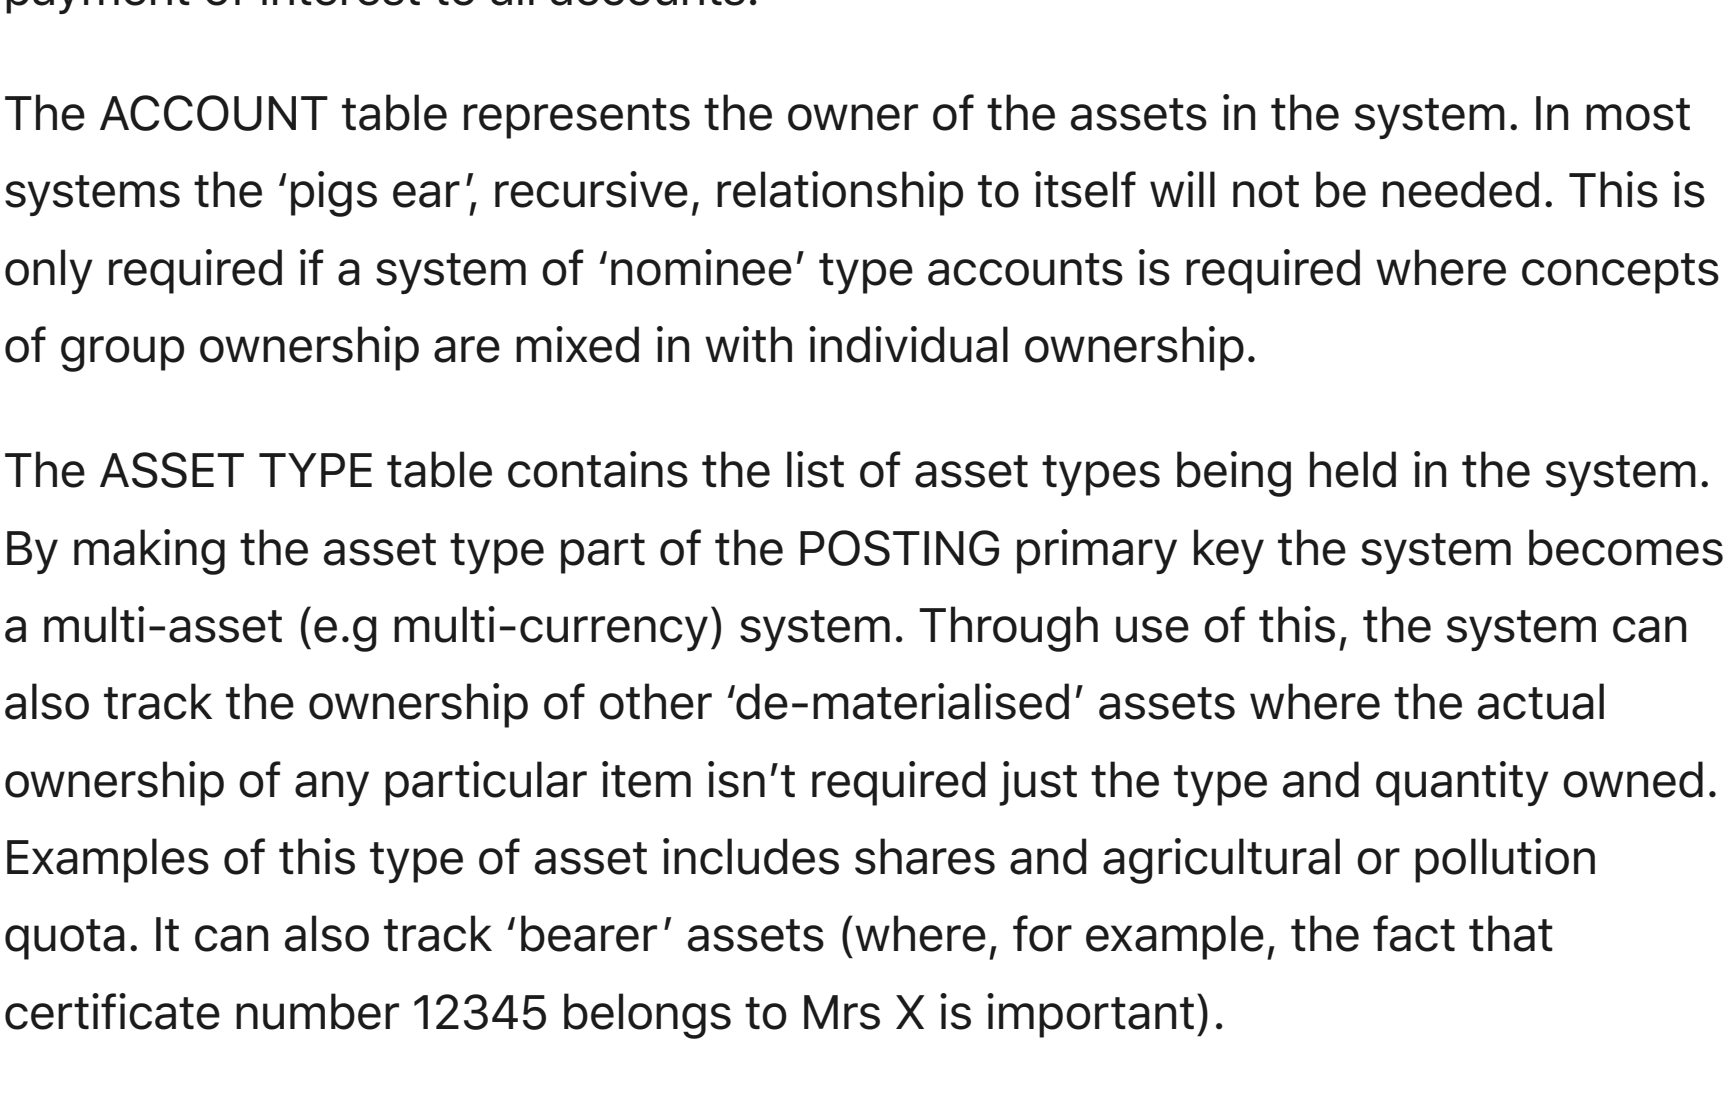 payment of interest to all accounts.
The ACCOUNT table represents the owner of the assets in the system. In most
systems the ‘pigs ear’, recursive, relationship to itself will not be needed. This is
only required if a system of ‘nominee’ type accounts is required where concepts
of group ownership are mixed in with individual ownership.
The ASSET TYPE table contains the list of asset types being held in the system.
By making the asset type part of the POSTING primary key the system becomes
a multi-asset (e.g multi-currency) system. Through use of this, the system can
also track the ownership of other ‘de-materialised’ assets where the actual
ownership of any particular item isn’t required just the type and quantity owned.
Examples of this type of asset includes shares and agricultural or pollution
quota. It can also track ‘bearer’ assets (where, for example, the fact that
certificate number 12345 belongs to Mrs X is important).